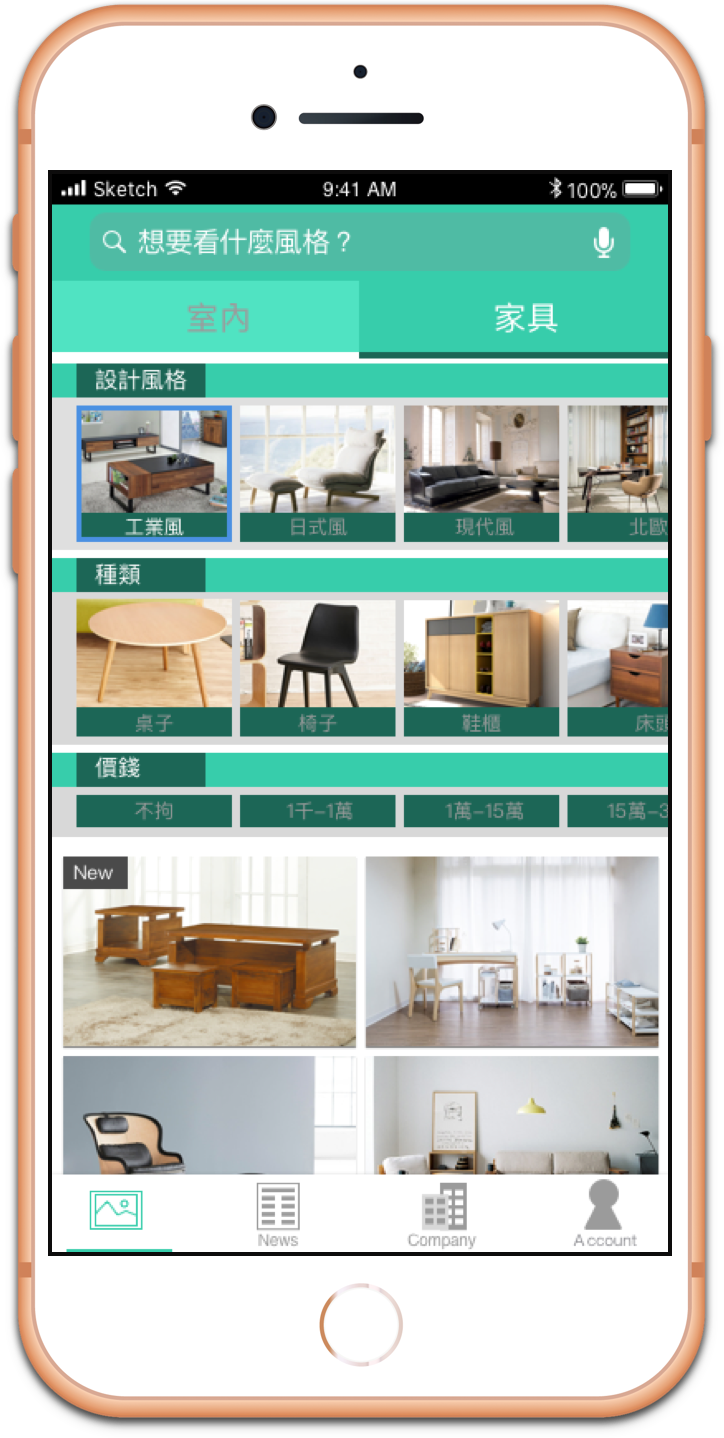 Sketch 9:41 AM 100%
想要看什麼風格？
室內 家具
設計風格
工業風 日式風 現代風 北歐
種類
桌子 椅子 鞋櫃 床頭
價錢
不拘 1千–1萬 1萬–15萬 15萬–3
New
News Company Account